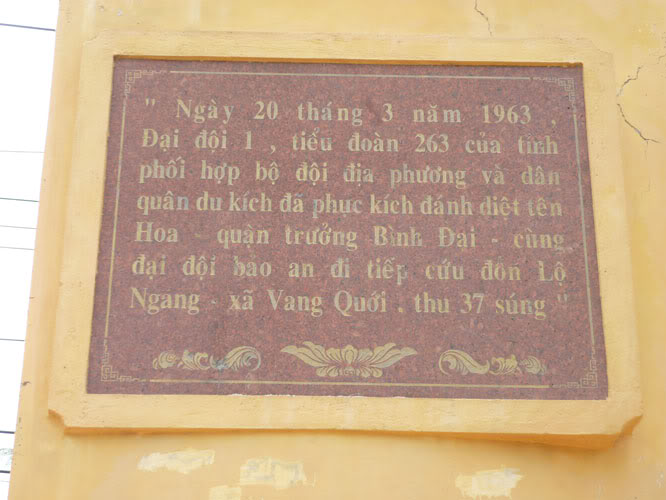 " Ngày 20 tháng 3 năm 1963 ,
Đại đội 1 , tiểu đoàn 263 của tỉnh
phối hợp bộ đội địa phương và dân
quân du kích đã phục kích đánh diệt tên
Hoa - quận trưởng Bình Đại - cùng
đại đội bảo an đi tiếp cứu đồn Lộ
Ngang - xã Vang Quới . thu 37 súng "